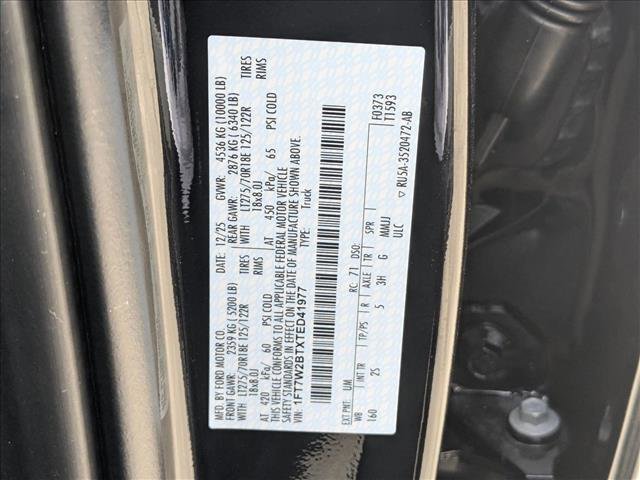 MFD. BY FORD MOTOR CO.
DATE: 12/25 GVWR: 4536 KG (10000 LB)
FRONT GAWR: 2359 KG (5200 LB) REAR GAWR: 2876 KG (6340 LB)
WITH LT275/70R18E 125/122R TIRES WITH LT275/70R18E 125/122R TIRES
18x8.0J RIMS 18x8.0J RIMS
AT 420 kPa/ 60 PSI COLD AT 450 kPa/ 65 PSI COLD
THIS VEHICLE CONFORMS TO ALL APPLICABLE FEDERAL MOTOR VEHICLE
SAFETY STANDARDS IN EFFECT ON THE DATE OF MANUFACTURE SHOWN ABOVE.
VIN: 1FT7W2BTXTED41977 TYPE: Truck
F0373
T1593
EXT PNT: UM RC: 71 DSO:
WB INT TR TP/PS R AXLE TR SPR
160 2S 5 3H G MMJJ
ULC
▽ RU5A-3520472-AB